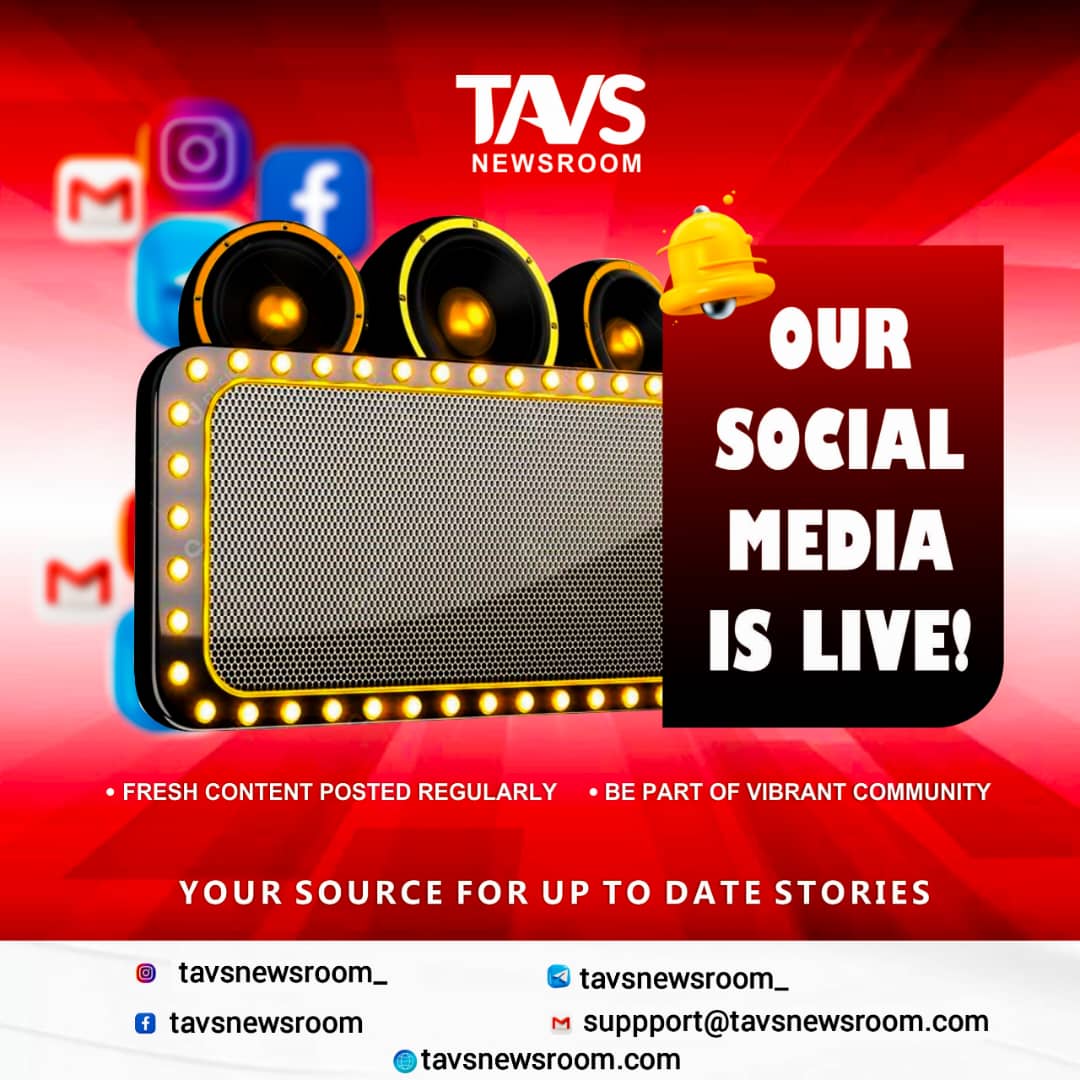 TAVS
NEWSROOM
OUR
SOCIAL
MEDIA
IS LIVE!
• FRESH CONTENT POSTED REGULARLY • BE PART OF VIBRANT COMMUNITY
YOUR SOURCE FOR UP TO DATE STORIES
tavsnewsroom_ tavsnewsroom_
tavsnewsroom suppport@tavsnewsroom.com
tavsnewsroom.com